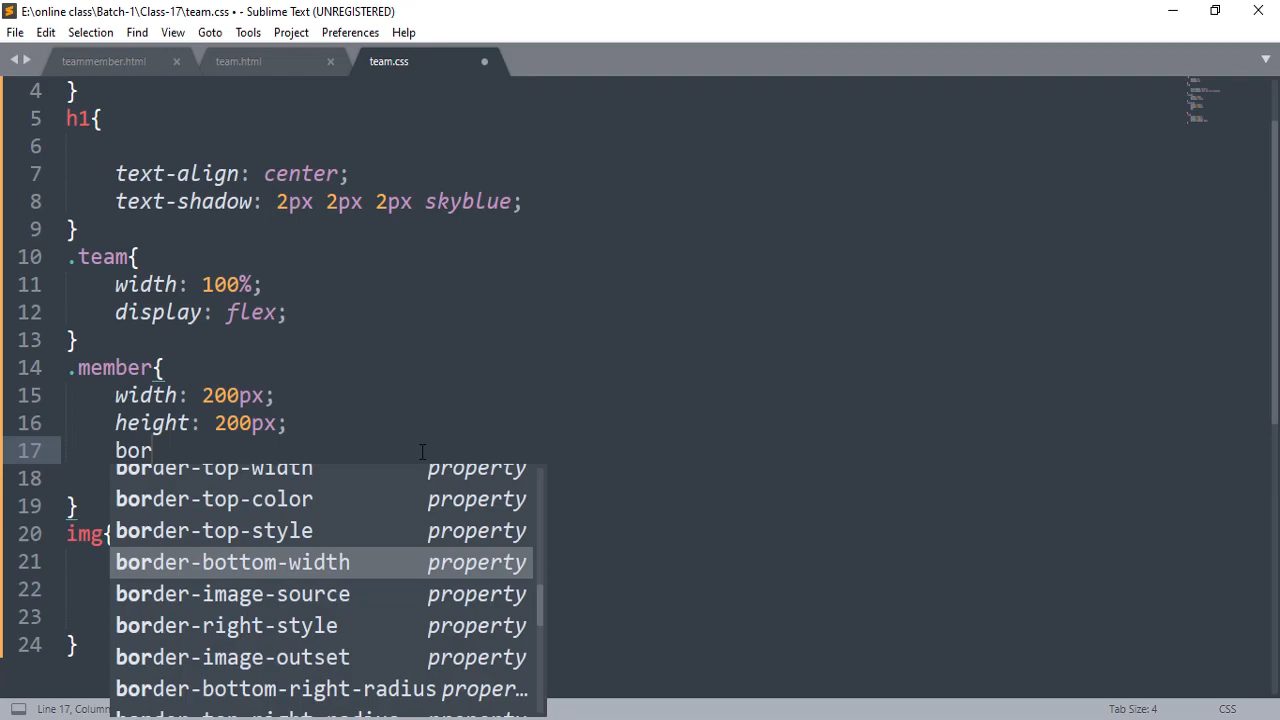 E:\online class\Batch-1\Class-17\team.css • - Sublime Text (UNREGISTERED)
File Edit Selection Find View Goto Tools Project Preferences Help
teammember.html team.html team.css
4 }
5 h1{
6
7 text-align: center;
8 text-shadow: 2px 2px 2px skyblue;
9 }
10 .team{
11 width: 100%;
12 display: flex;
13 }
14 .member{
15 width: 200px;
16 height: 200px;
17 bor
border-top-width property
18
border-top-color property
19 }
border-top-style property
20 img{
21
border-bottom-width property
22
border-image-source property
23
border-right-style property
24 }
border-image-outset property
border-bottom-right-radius proper…
Line 17, Column
Tab Size: 4 CSS